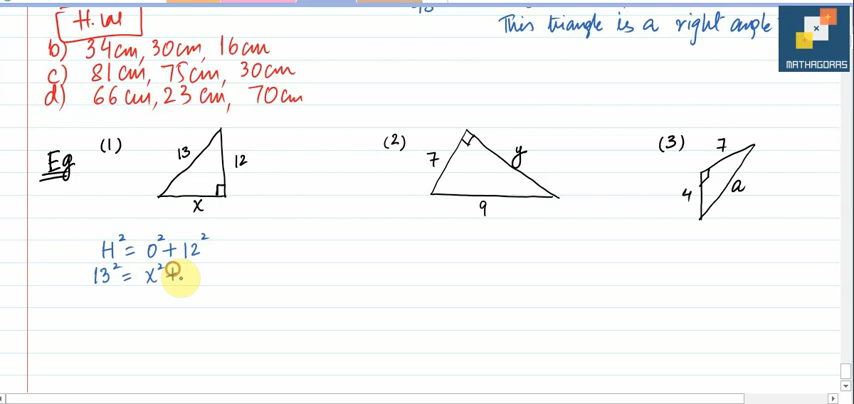 H.W
This triangle is a right angle
b) 34cm, 30cm, 16cm
c) 81cm, 75cm, 30cm
d) 66cm, 23cm, 70cm
MATHAGORAS
Eg (1) 13 12 x
(2) 7 y 9
(3) 7 4 a
H² = O² + 12²
13² = x² +